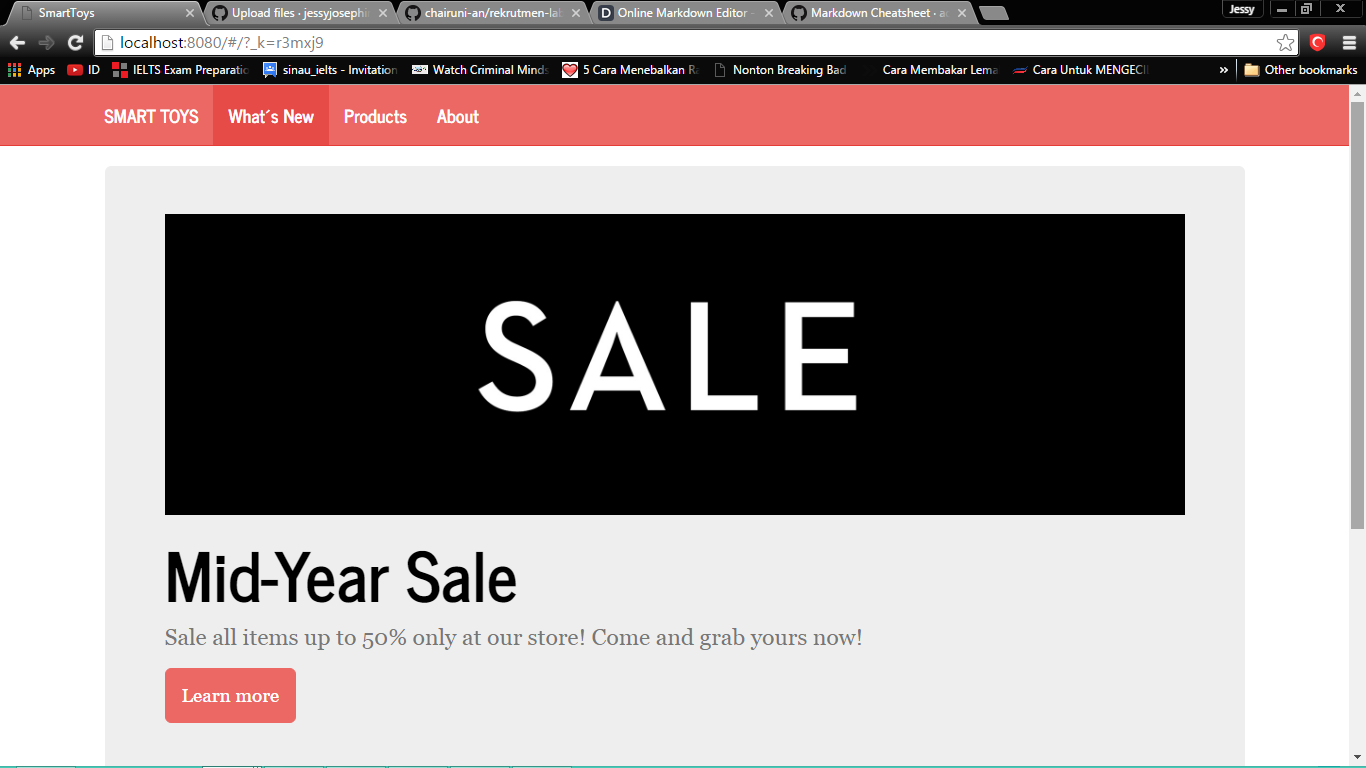 SmartToys
Upload files · jessyjosephi
chairuni-an/rekrutmen-lab
Online Markdown Editor -
Markdown Cheatsheet · a
Jessy
localhost:8080/#/?_k=r3mxj9
Apps
ID
IELTS Exam Preparatio
sinau_ielts - Invitation
Watch Criminal Minds
5 Cara Menebalkan R
Nonton Breaking Bad
Cara Membakar Lema
Cara Untuk MENGECI
»
Other bookmarks
SMART TOYS
What´s New
Products
About
SALE
Mid-Year Sale
Sale all items up to 50% only at our store! Come and grab yours now!
Learn more